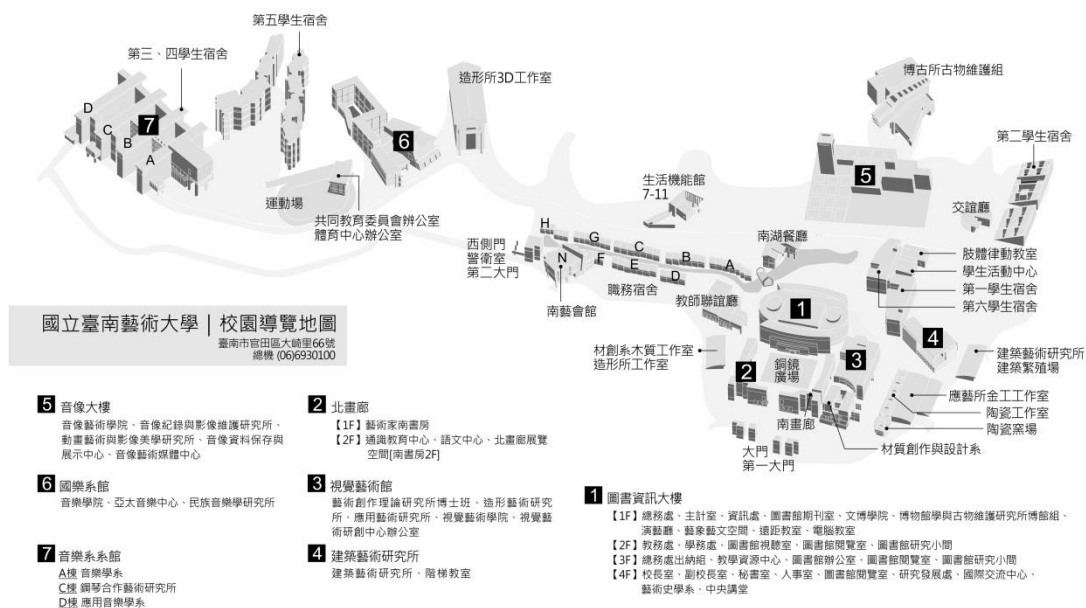 第五學生宿舍
第三、四學生宿舍
造形所3D工作室
博古所古物維護組
第二學生宿舍
D
C
7
B
A
6
5
生活機能館
7-11
交誼廳
運動場
共同教育委員會辦公室
體育中心辦公室
西側門
警衛室
第二大門
H
G
C
B
A
N
F
E
D
南湖餐廳
肢體律動教室
學生活動中心
第一學生宿舍
第六學生宿舍
職務宿舍
南藝會館
教師聯誼廳
1
4
國立臺南藝術大學 | 校園導覽地圖
臺南市官田區大崎里66號
總機 (06)6930100
材創系木質工作室
造形所工作室
2
銅鏡
廣場
3
建築藝術研究所
建築繁殖場
應藝所金工工作室
陶瓷工作室
陶瓷窯場
南畫廊
材質創作與設計系
大門
第一大門
5 音像大樓
音像藝術學院、音像紀錄與影像維護研究所、
動畫藝術與影像美學研究所、音像資料保存與
展示中心、音像藝術媒體中心
6 國樂系館
音樂學院、亞太音樂中心、民族音樂學研究所
7 音樂系系館
A棟 音樂學系
C棟 鋼琴合作藝術研究所
D棟 應用音樂學系
2 北畫廊
【1F】藝術家南書房
【2F】通識教育中心、語文中心、北畫廊展覽
空間[南書房2F]
3 視覺藝術館
藝術創作理論研究所博士班、造形藝術研究
所、應用藝術研究所、視覺藝術學院、視覺藝
術研創中心辦公室
4 建築藝術研究所
建築藝術研究所、階梯教室
1 圖書資訊大樓
【1F】總務處、主計室、資訊處、圖書館期刊室、文博學院、博物館學與古物維護研究所博館組、
演藝廳、藝象藝文空間、遠距教室、電腦教室
【2F】教務處、學務處、圖書館視聽室、圖書館閱覽室、圖書館研究小間
【3F】總務處出納組、教學資源中心、圖書館辦公室、圖書館閱覽室、圖書館研究小間
【4F】校長室、副校長室、秘書室、人事室、圖書館閱覽室、研究發展處、國際交流中心、
藝術史學系、中央講堂